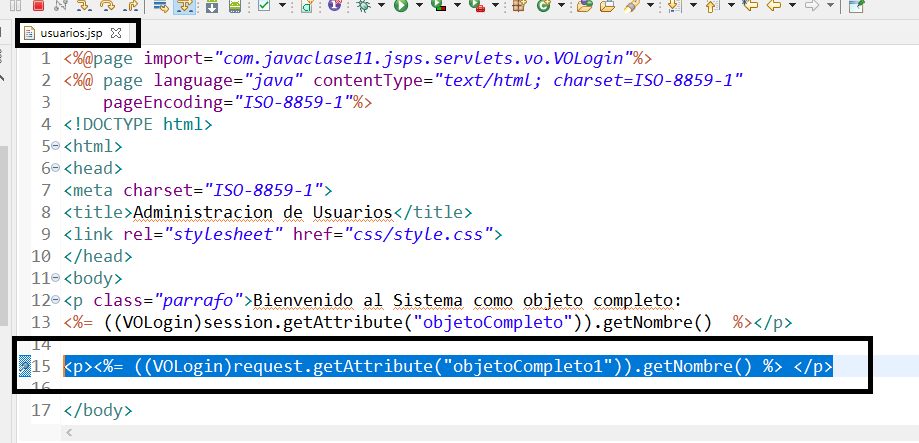 usuarios.jsp
1 <%@page import="com.javaclase11.jsps.servlets.vo.VOLogin"%>
2 <%@ page language="java" contentType="text/html; charset=ISO-8859-1"
3     pageEncoding="ISO-8859-1"%>
4 <!DOCTYPE html>
5 <html>
6 <head>
7 <meta charset="ISO-8859-1">
8 <title>Administracion de Usuarios</title>
9 <link rel="stylesheet" href="css/style.css">
10 </head>
11 <body>
12 <p class="parrafo">Bienvenido al Sistema como objeto completo:
13 <%= ((VOLogin)session.getAttribute("objetoCompleto")).getNombre()  %></p>
14
15 <p><%= ((VOLogin)request.getAttribute("objetoCompleto1")).getNombre() %> </p>
16
17 </body>